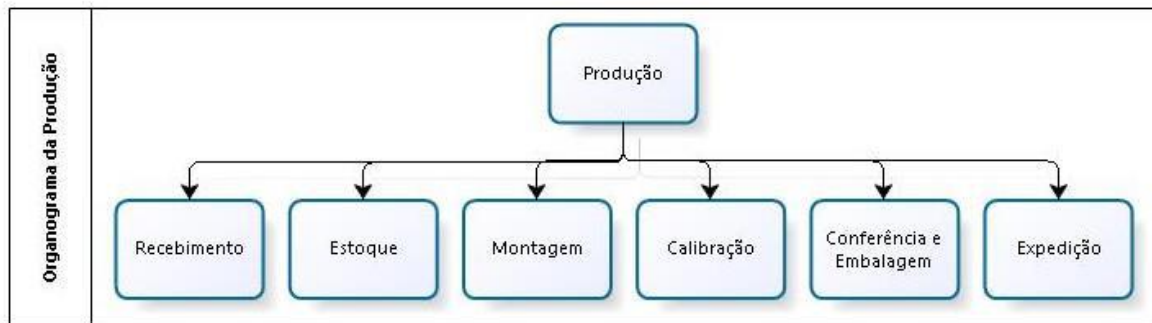 Organograma da Produção
Produção
Recebimento
Estoque
Montagem
Calibração
Conferência e
Embalagem
Expedição